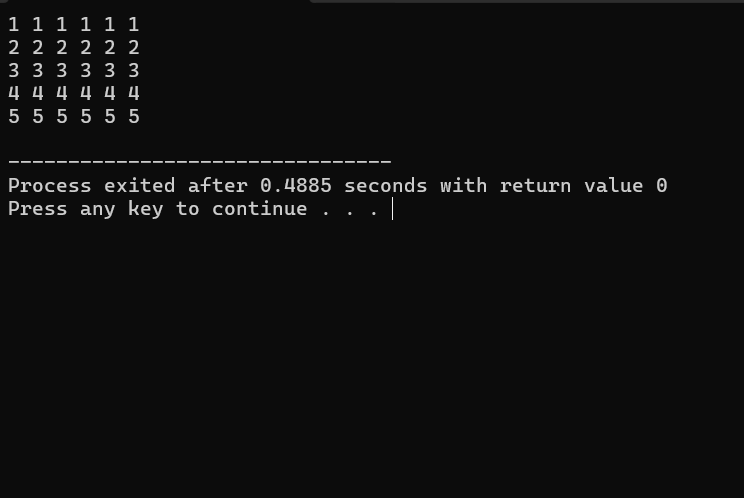 1 1 1 1 1 1
2 2 2 2 2 2
3 3 3 3 3 3
4 4 4 4 4 4
5 5 5 5 5 5
--------------------------------
Process exited after 0.4885 seconds with return value 0
Press any key to continue . . .